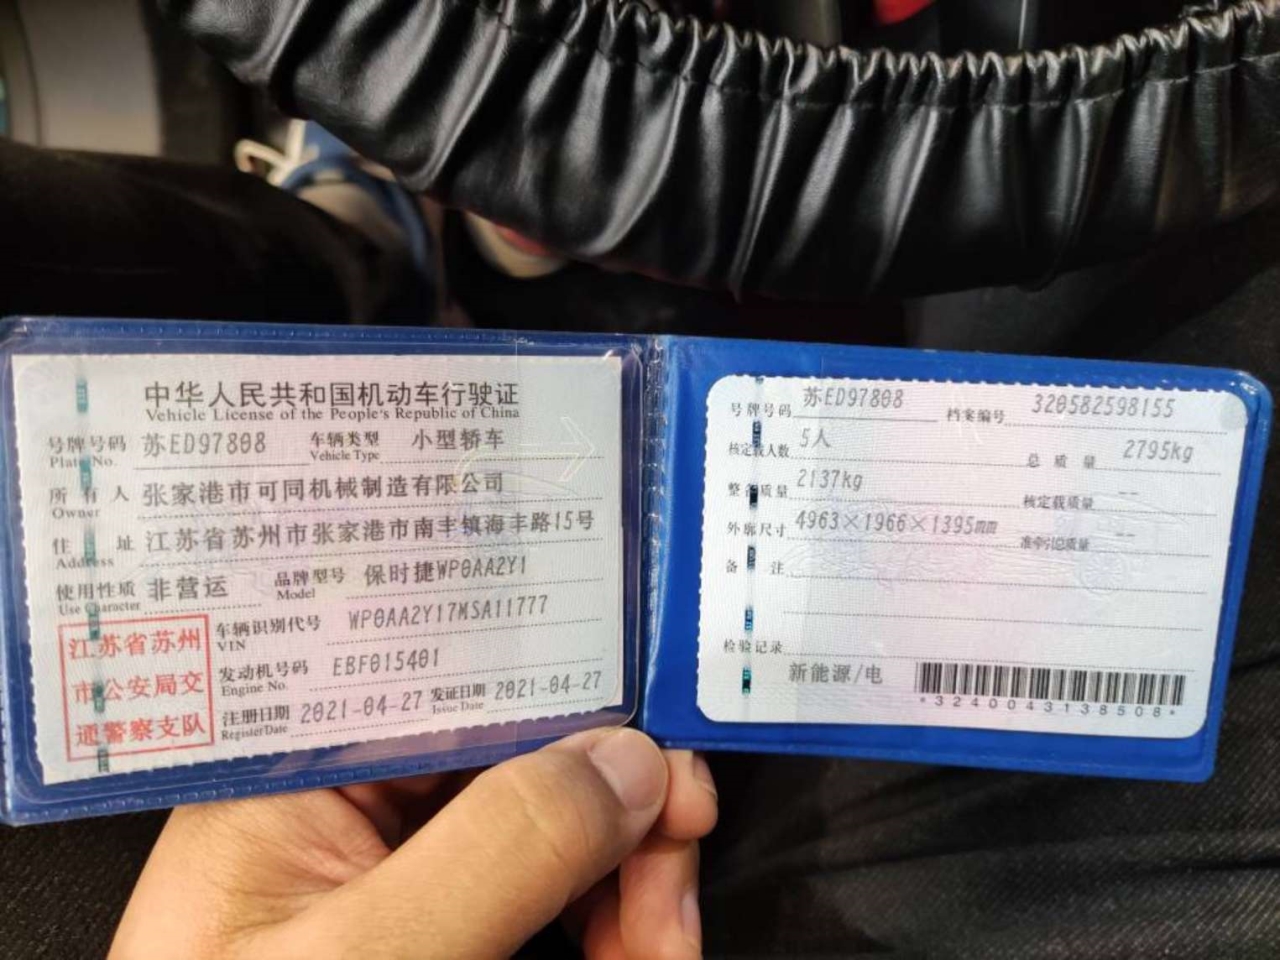 中华人民共和国机动车行驶证
Vehicle License of the People's Republic of China
号牌号码 苏ED97808 车辆类型 小型轿车
Plate No. Vehicle Type
所有人 张家港市可同机械制造有限公司
Owner
住址 江苏省苏州市张家港市南丰镇海丰路15号
Address
使用性质 非营运 品牌型号 保时捷WP0AA2Y1
Use Character Model
江苏省苏州
市公安局交
通警察支队
车辆识别代号 WP0AA2Y17MSA11777
VIN
发动机号码 EBF015401
Engine No.
注册日期 2021-04-27 发证日期 2021-04-27
Register Date Issue Date
号牌号码 苏ED97808 档案编号 320582598155
核定载人数 5人 总质量 2795kg
整备质量 2137kg 核定载质量 --
外廓尺寸 4963×1966×1395mm 准牵引总质量 --
备注
检验记录
新能源/电
*3240043138508*